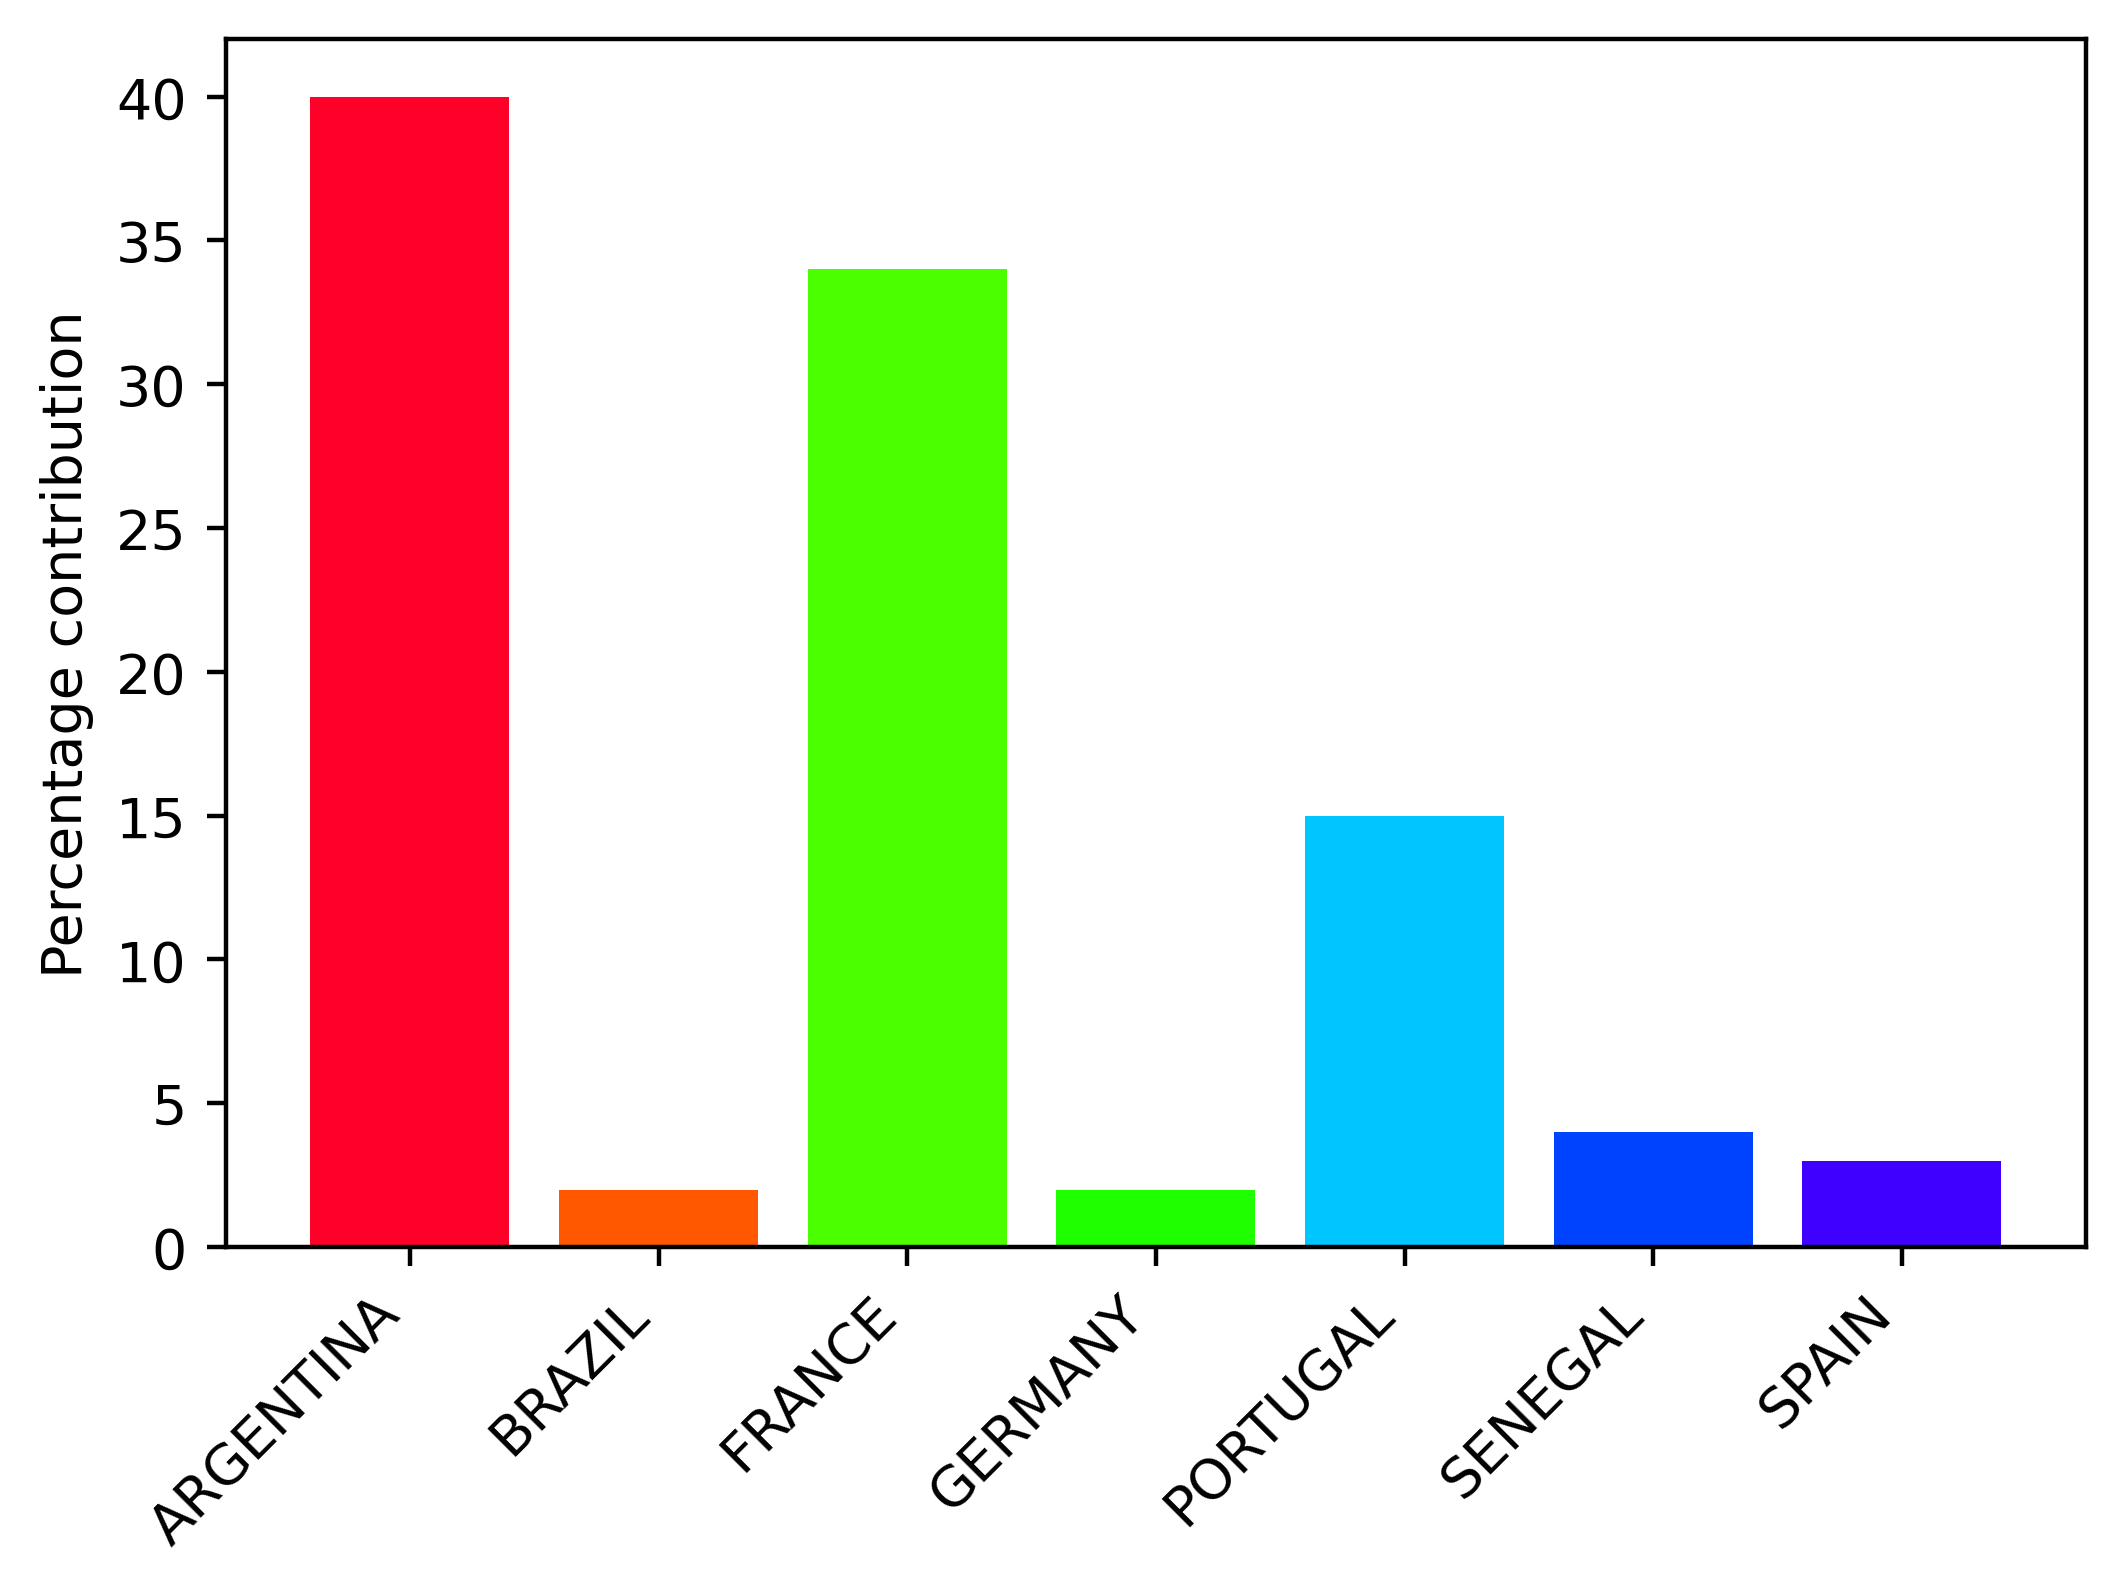 Percentage contribution
40
35
30
25
20
15
10
5
0
ARGENTINA
BRAZIL
FRANCE
GERMANY
PORTUGAL
SENEGAL
SPAIN